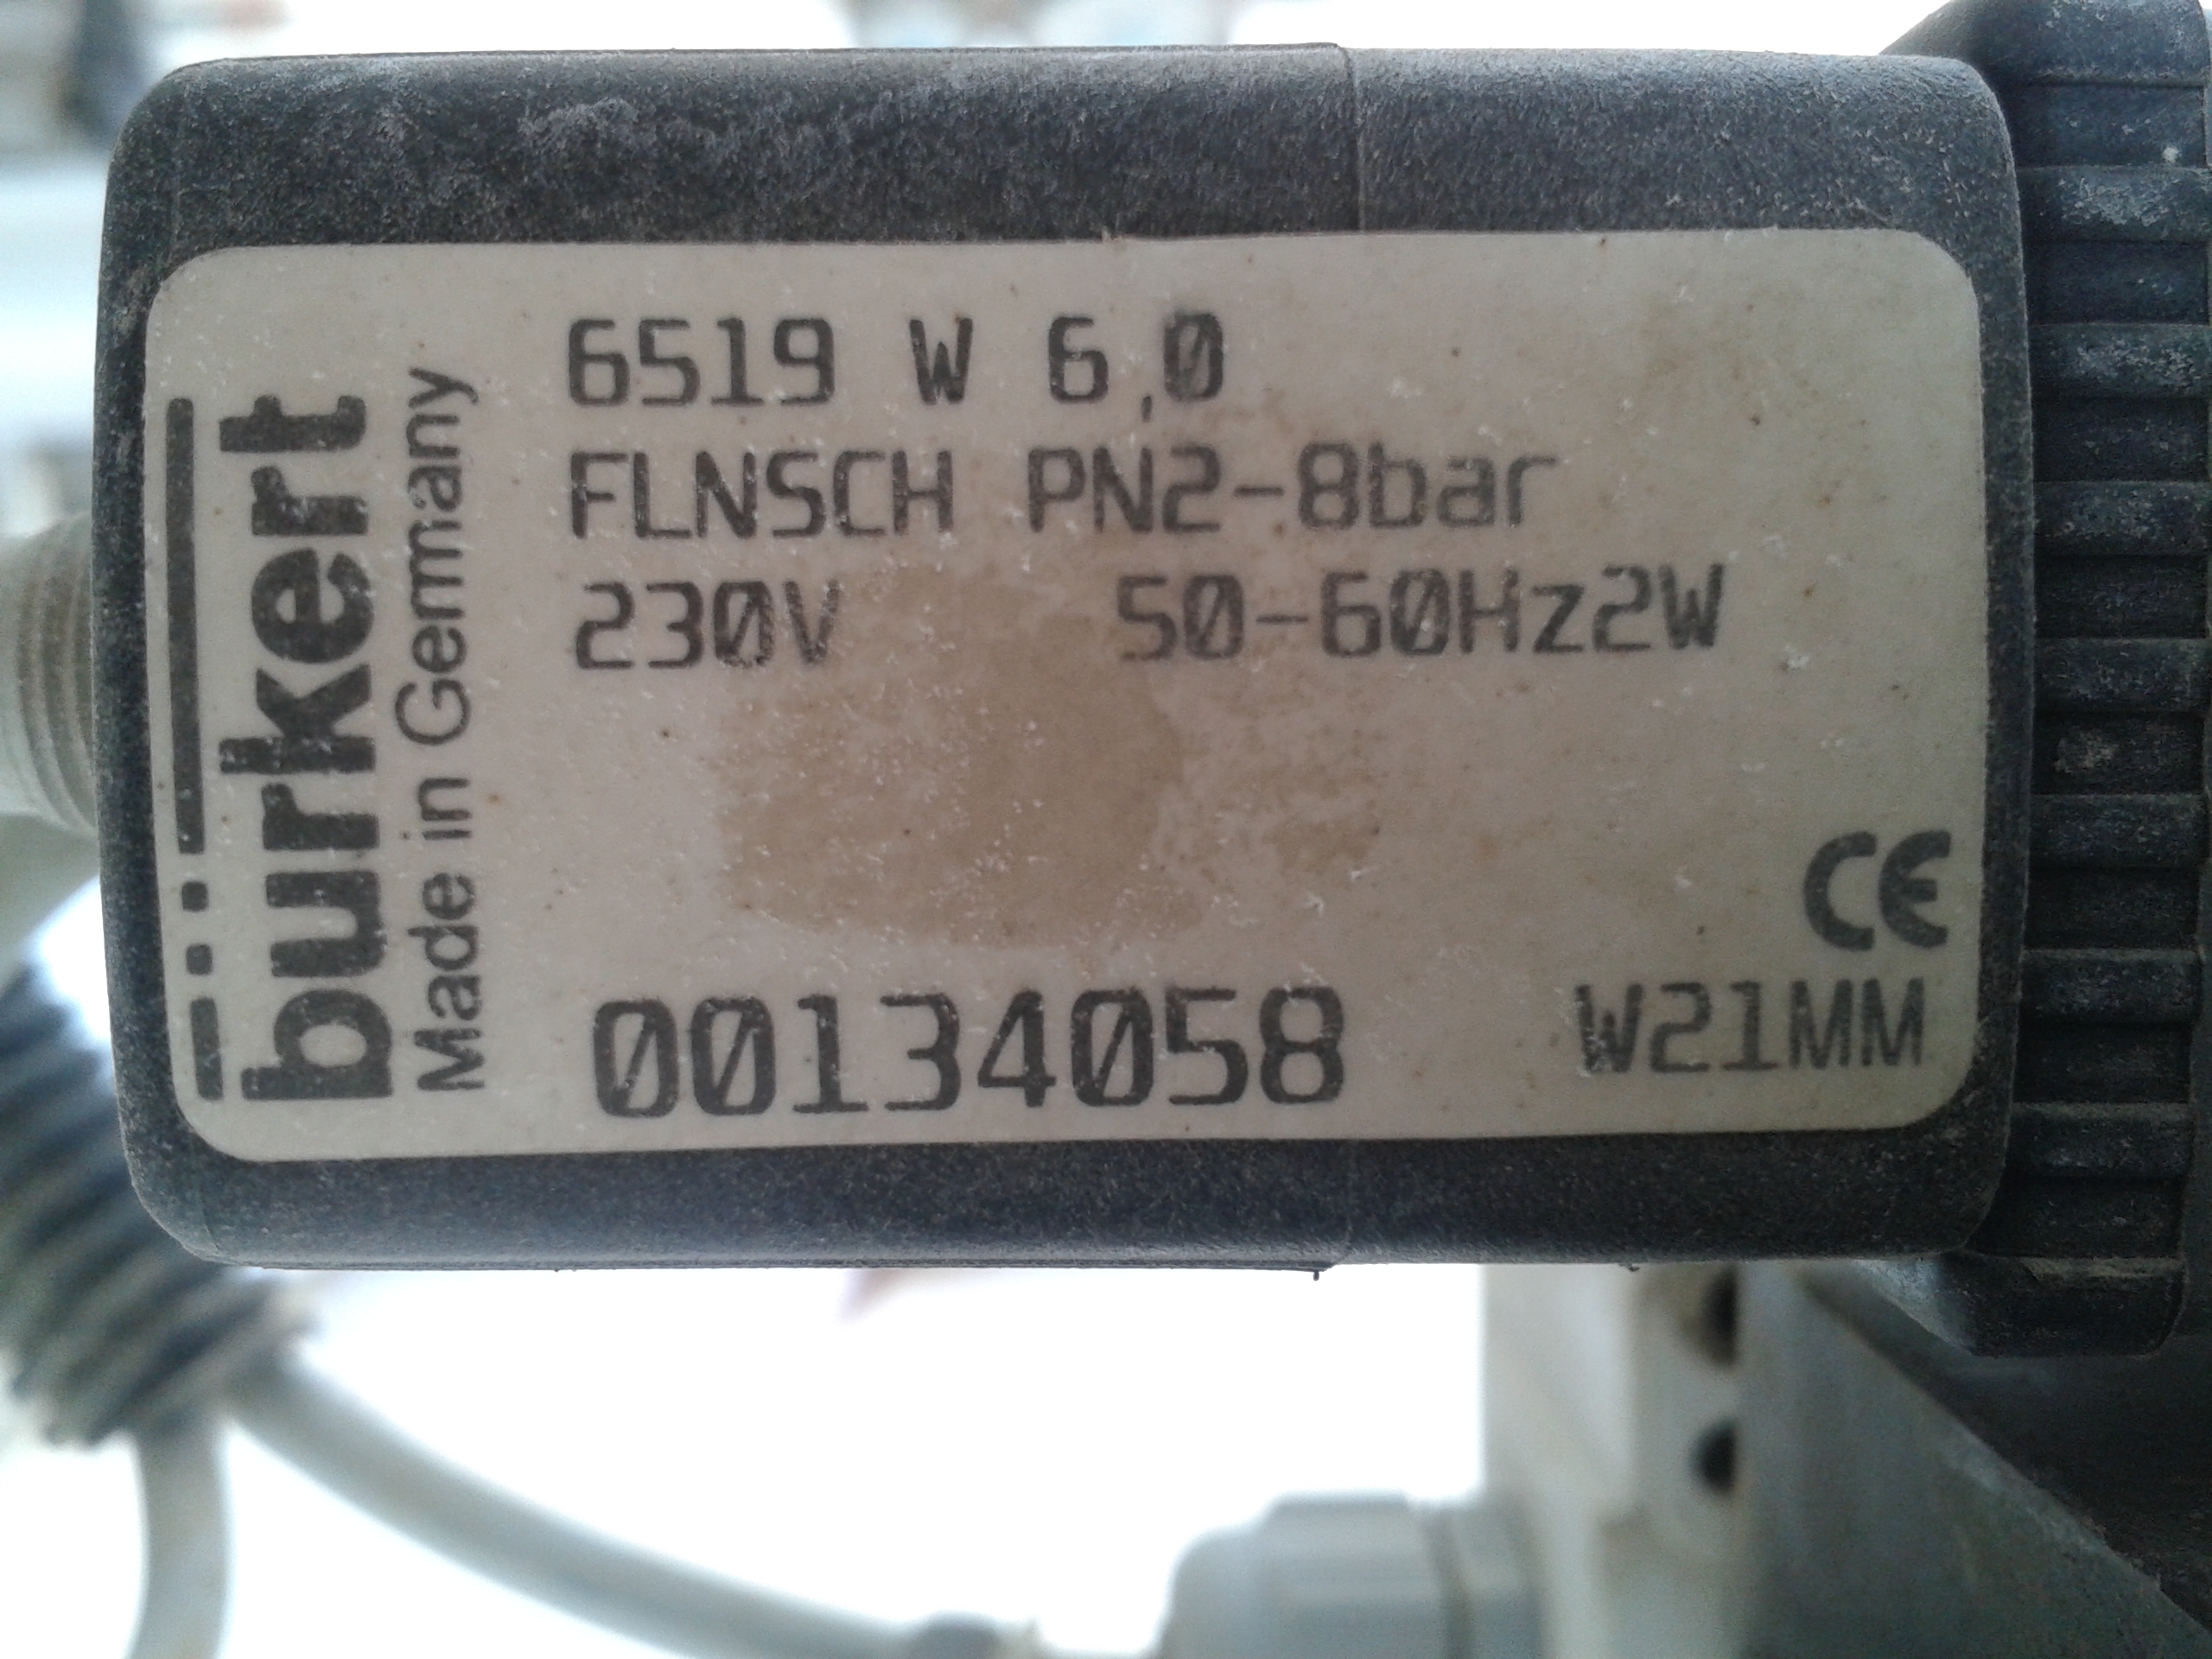 bürkert
Made in Germany
6519 W 6,0
FLNSCH PN2-8bar
230V 50-60Hz2W
CE
00134058 W21MM